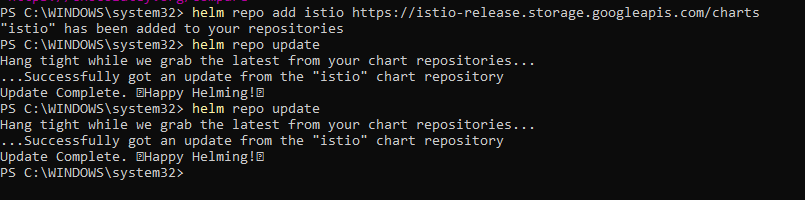 PS C:\WINDOWS\system32> helm repo add istio https://istio-release.storage.googleapis.com/charts
"istio" has been added to your repositories
PS C:\WINDOWS\system32> helm repo update
Hang tight while we grab the latest from your chart repositories...
...Successfully got an update from the "istio" chart repository
Update Complete. ⍰Happy Helming!⍰
PS C:\WINDOWS\system32> helm repo update
Hang tight while we grab the latest from your chart repositories...
...Successfully got an update from the "istio" chart repository
Update Complete. ⍰Happy Helming!⍰
PS C:\WINDOWS\system32>